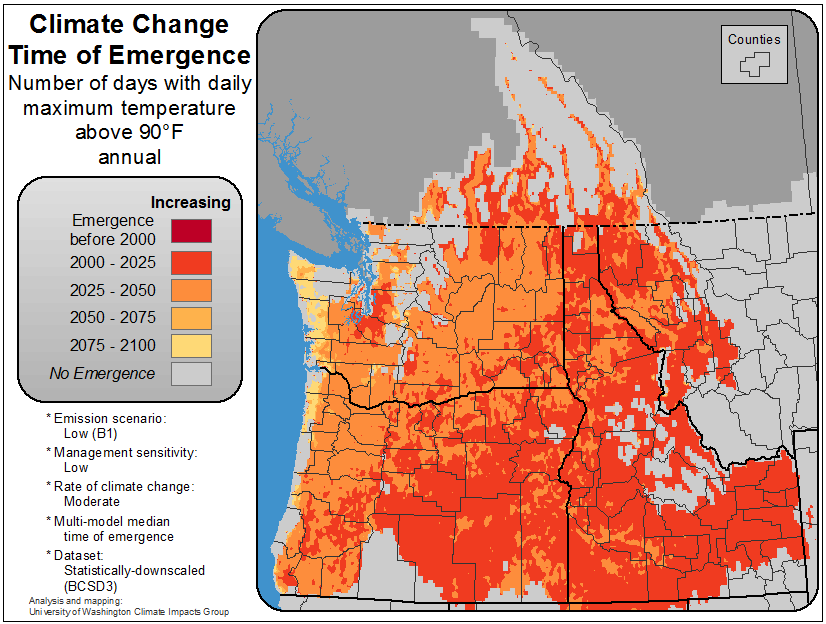 Climate Change
Time of Emergence
Number of days with daily
maximum temperature
above 90°F
annual
Increasing
Emergence
before 2000
2000 - 2025
2025 - 2050
2050 - 2075
2075 - 2100
No Emergence
* Emission scenario:
Low (B1)
* Management sensitivity:
Low
* Rate of climate change:
Moderate
* Multi-model median
time of emergence
* Dataset:
Statistically-downscaled
(BCSD3)
Analysis and mapping:
University of Washington Climate Impacts Group
Counties